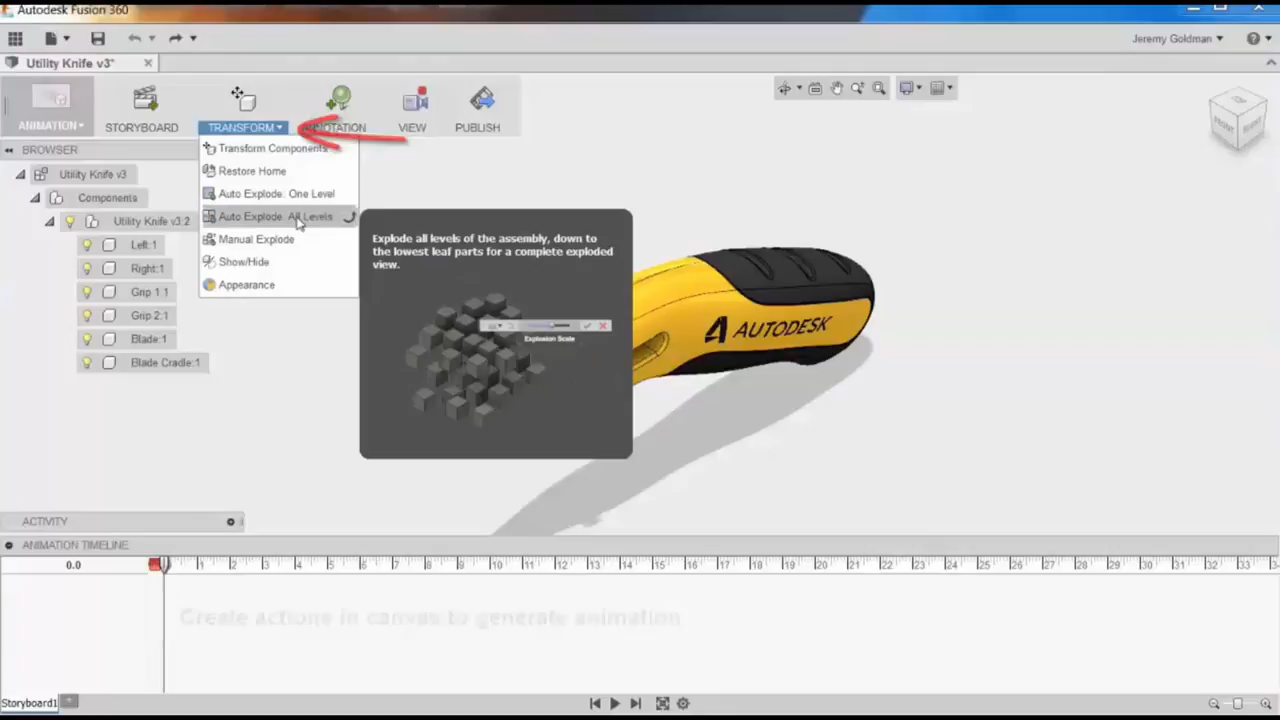 Autodesk Fusion 360
Jeremy Goldman
Utility Knife v3*
ANIMATION
STORYBOARD
TRANSFORM
ANNOTATION
VIEW
PUBLISH
BROWSER
Utility Knife v3
Components
Utility Knife v3:2
Left:1
Right:1
Grip 1:1
Grip 2:1
Blade:1
Blade Cradle:1
Transform Components
Restore Home
Auto Explode: One Level
Auto Explode: All Levels
Manual Explode
Show/Hide
Appearance
Explode all levels of the assembly, down to
the lowest leaf parts for a complete exploded
view.
Explosion Scale
AUTODESK
FRONT
RIGHT
ACTIVITY
ANIMATION TIMELINE
0.0
1 2 3 4 5 6 7 8 9 10 11 12 13 14 15 16 17 18 19 20 21 22 23 24 25 26 27 28 29 30 31 32 33
Create actions in canvas to generate animation
Storyboard1